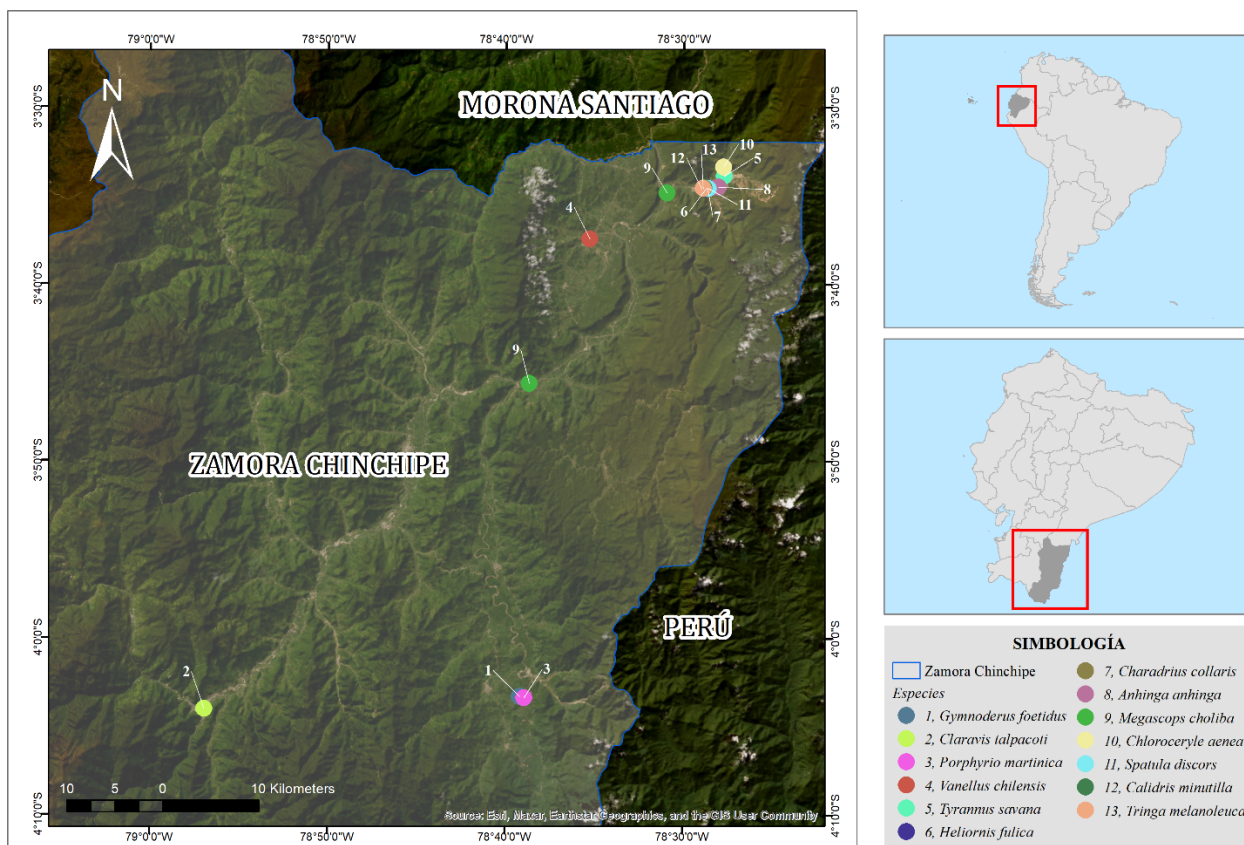 79°0'0"W 78°50'0"W 78°40'0"W 78°30'0"W
3°30'0"S
3°30'0"S
3°40'0"S
3°40'0"S
3°50'0"S
3°50'0"S
4°0'0"S
4°0'0"S
4°10'0"S
4°10'0"S
N
MORONA SANTIAGO
13
10
12
5
9
8
4
6
7
11
9
ZAMORA CHINCHIPE
PERÚ
2
1
3
10 5 0 10 Kilometers
Source: Esri, Maxar, Earthstar Geographics, and the GIS User Community
79°0'0"W 78°50'0"W 78°40'0"W 78°30'0"W
SIMBOLOGÍA
Zamora Chinchipe
Especies
1, Gymnoderus foetidus
2, Claravis talpacoti
3, Porphyrio martinica
4, Vanellus chilensis
5, Tyrannus savana
6, Heliornis fulica
7, Charadrius collaris
8, Anhinga anhinga
9, Megascops choliba
10, Chloroceryle aenea
11, Spatula discors
12, Calidris minutilla
13, Tringa melanoleuca